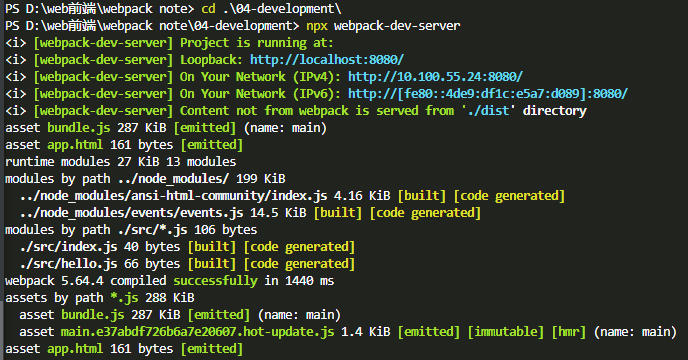 PS D:\web前端\webpack note> cd .\04-development\
PS D:\web前端\webpack note\04-development> npx webpack-dev-server
<i> [webpack-dev-server] Project is running at:
<i> [webpack-dev-server] Loopback: http://localhost:8080/
<i> [webpack-dev-server] On Your Network (IPv4): http://10.100.55.24:8080/
<i> [webpack-dev-server] On Your Network (IPv6): http://[fe80::4de9:df1c:e5a7:d089]:8080/
<i> [webpack-dev-server] Content not from webpack is served from './dist' directory
asset bundle.js 287 KiB [emitted] (name: main)
asset app.html 161 bytes [emitted]
runtime modules 27 KiB 13 modules
modules by path ../node_modules/ 199 KiB
  ../node_modules/ansi-html-community/index.js 4.16 KiB [built] [code generated]
  ../node_modules/events/events.js 14.5 KiB [built] [code generated]
modules by path ./src/*.js 106 bytes
  ./src/index.js 40 bytes [built] [code generated]
  ./src/hello.js 66 bytes [built] [code generated]
webpack 5.64.4 compiled successfully in 1440 ms
assets by path *.js 288 KiB
  asset bundle.js 287 KiB [emitted] (name: main)
  asset main.e37abdf726b6a7e20607.hot-update.js 1.4 KiB [emitted] [immutable] [hmr] (name: main)
asset app.html 161 bytes [emitted]